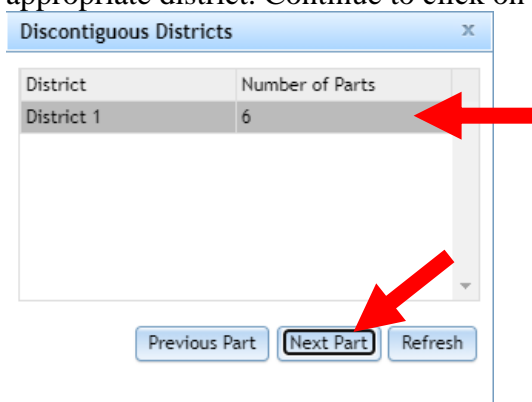 appropriate district. Continue to click on
Discontiguous Districts x
District Number of Parts
District 1 6
Previous Part Next Part Refresh